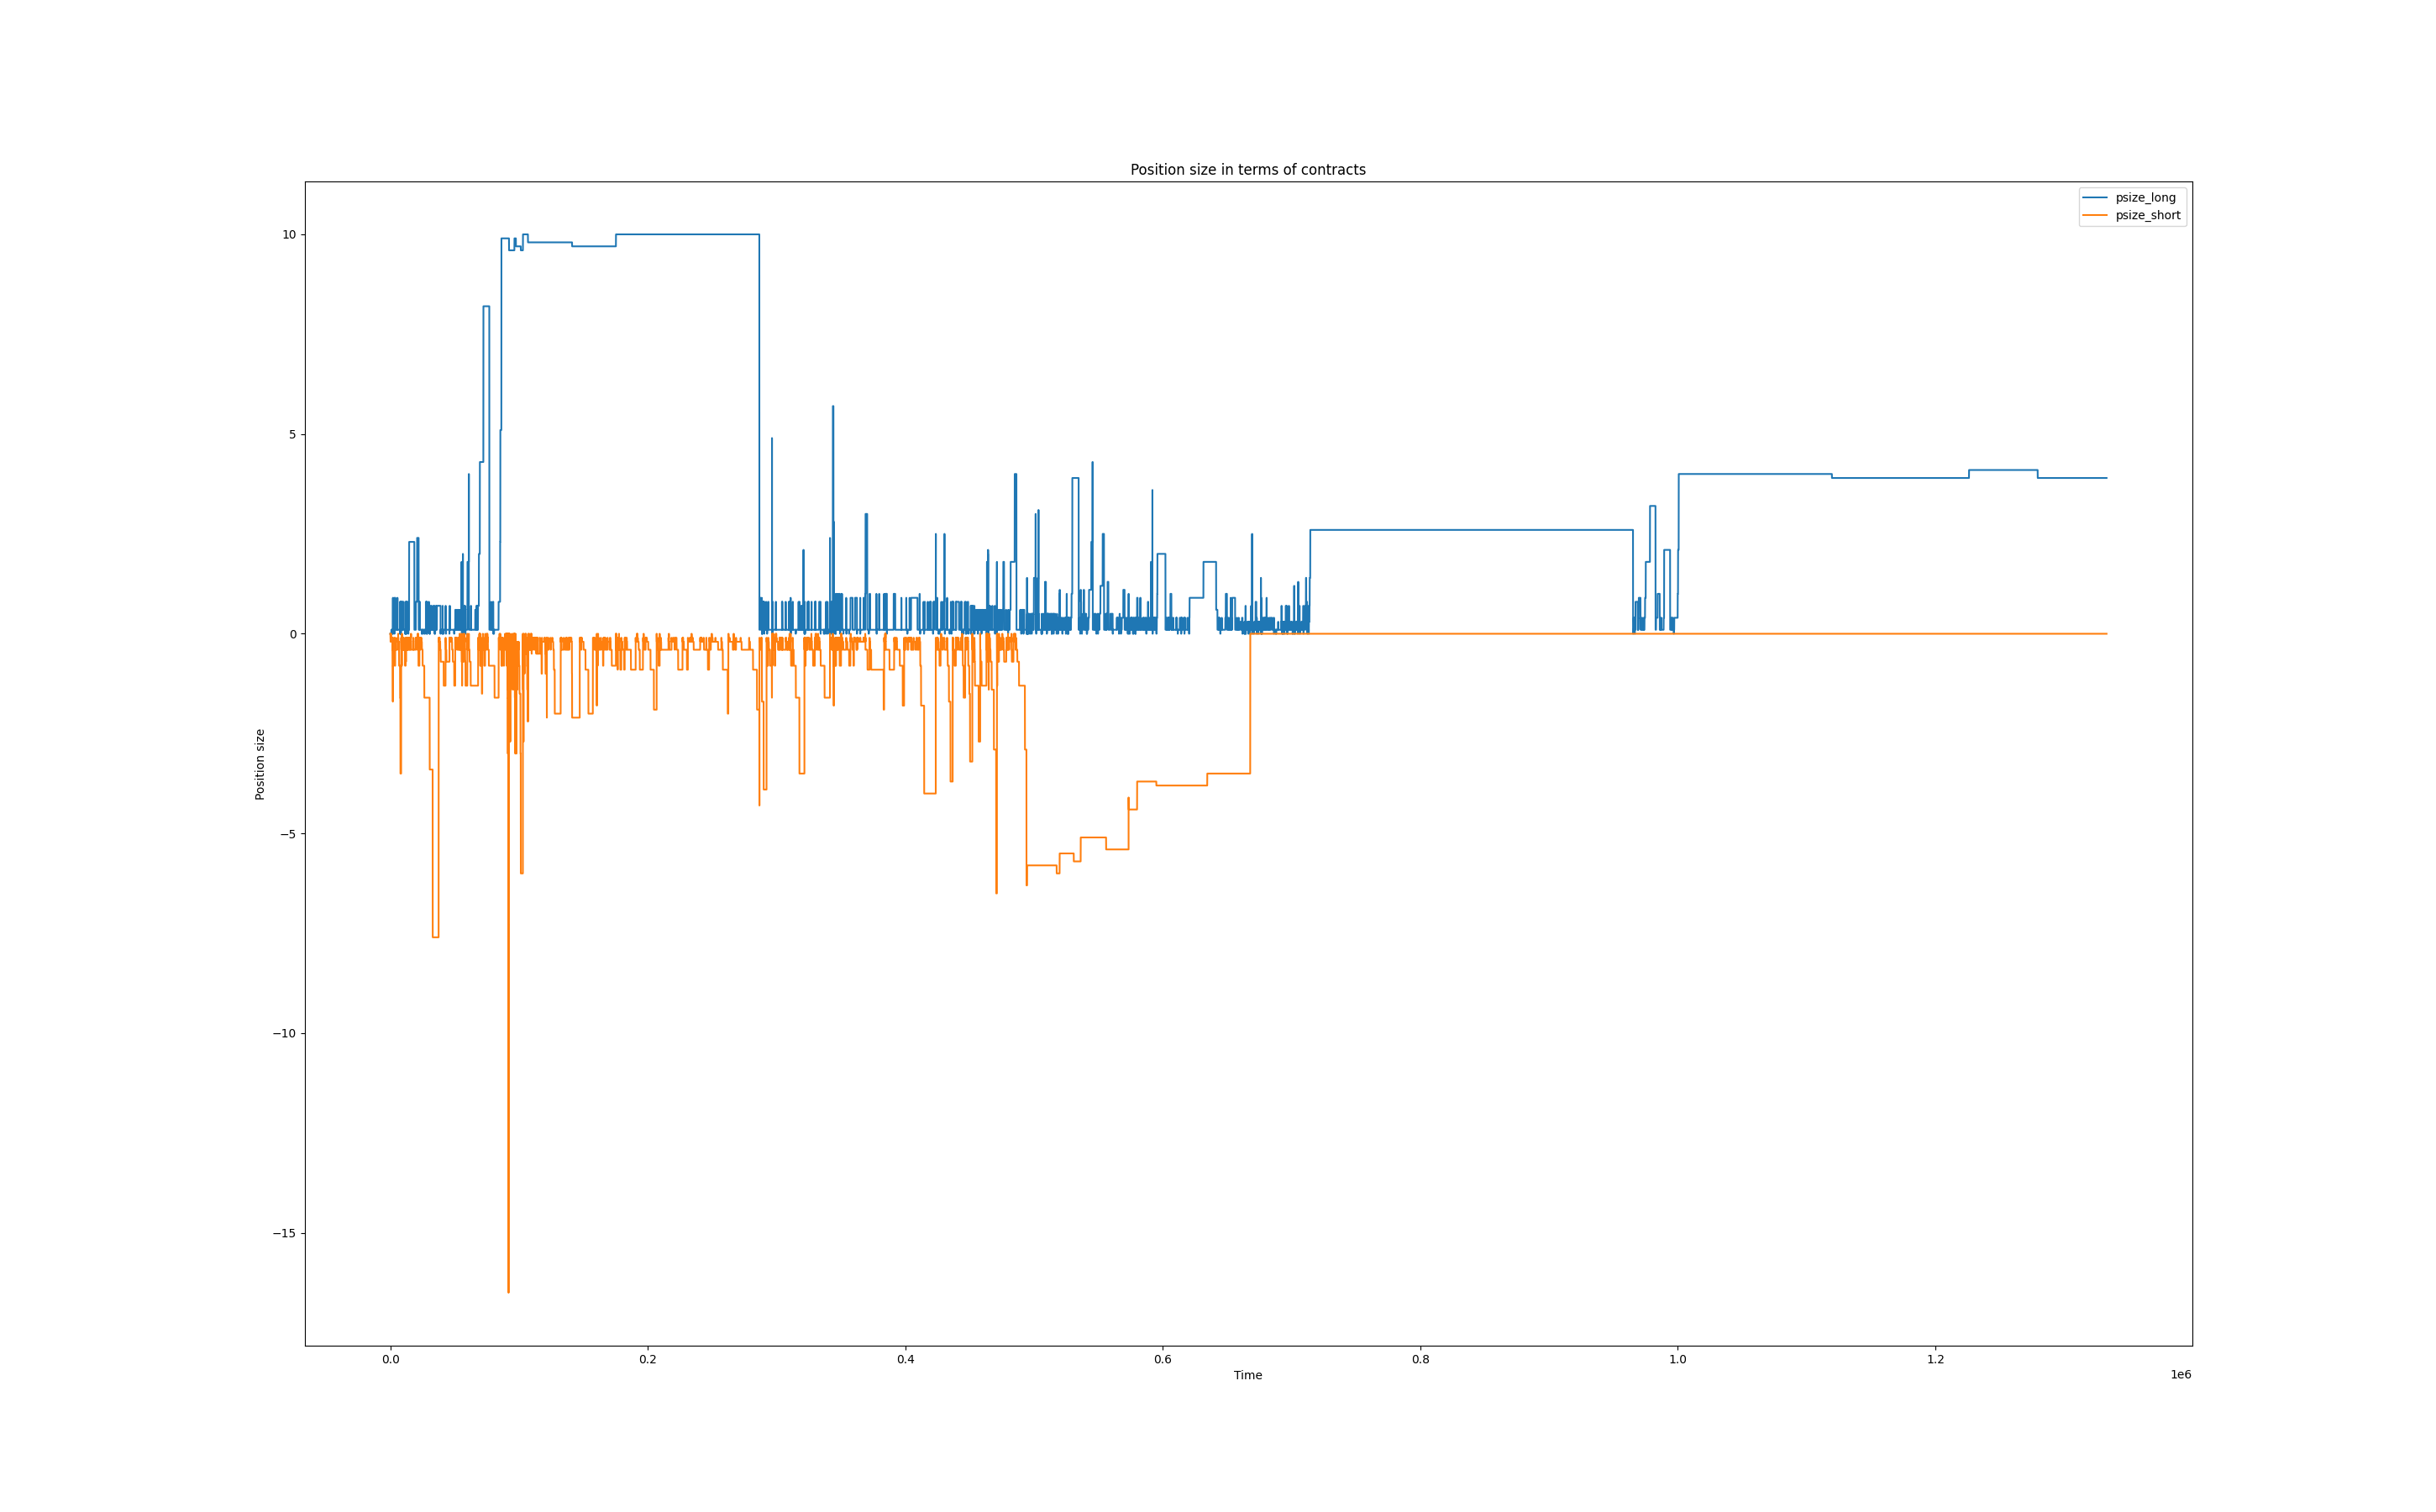 Position size in terms of contracts
psize_long
psize_short
10
5
0
−5
−10
−15
Position size
0.0 0.2 0.4 0.6 0.8 1.0 1.2
Time
1e6